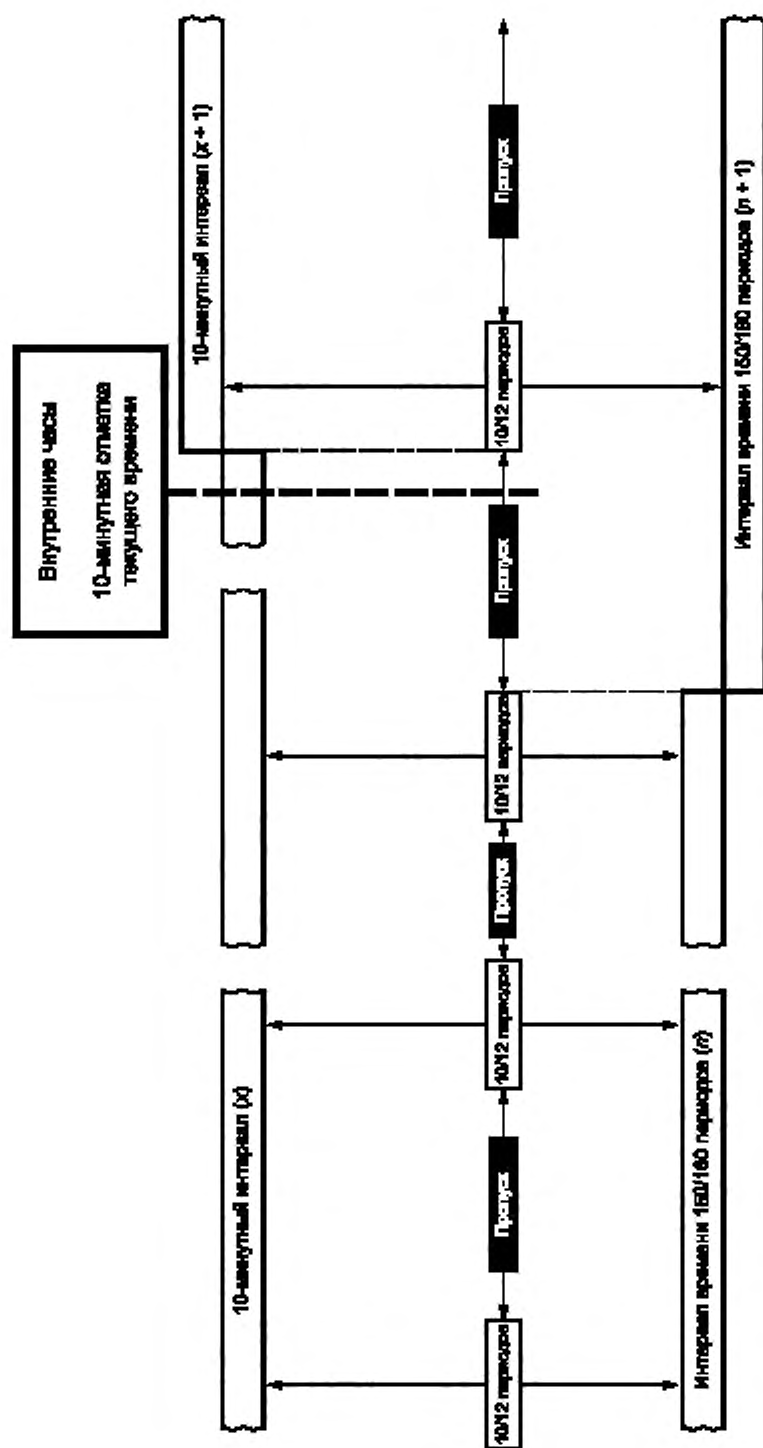 Внутренние часы
10-минутная отметка
текущего времени
10-минутный интервал (x)
10-минутный интервал (x + 1)
10/12 периодов
Пропуск
10/12 периодов
Пропуск
10/12 периодов
Пропуск
10/12 периодов
Пропуск
Интервал времени 150/180 периодов (n)
Интервал времени 150/180 периодов (n + 1)